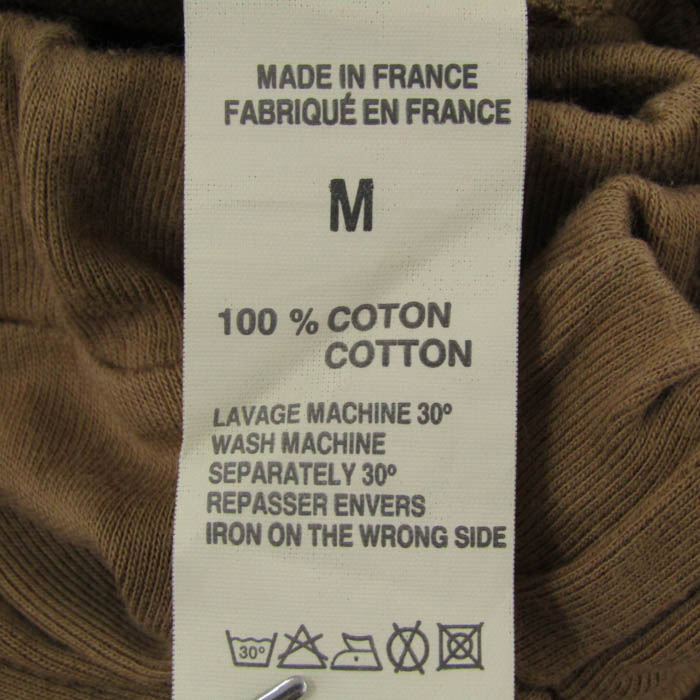 MADE IN FRANCE
FABRIQUÉ EN FRANCE
M
100 % COTON
COTTON
LAVAGE MACHINE 30º
WASH MACHINE
SEPARATELY 30º
REPASSER ENVERS
IRON ON THE WRONG SIDE
30º